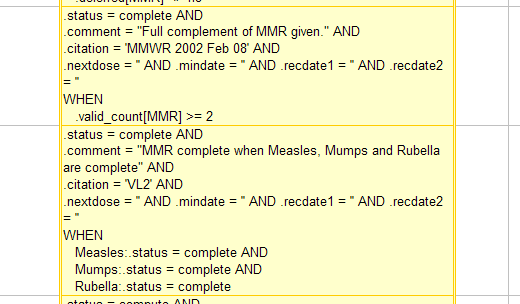 .status = complete AND
.comment = "Full complement of MMR given." AND
.citation = 'MMWR 2002 Feb 08' AND
.nextdose = '' AND .mindate = '' AND .recdate1 = '' AND .recdate2
= ''
WHEN
.valid_count[MMR] >= 2
.status = complete AND
.comment = "MMR complete when Measles, Mumps and Rubella
are complete" AND
.citation = 'VL2' AND
.nextdose = '' AND .mindate = '' AND .recdate1 = '' AND .recdate2
= ''
WHEN
Measles:.status = complete AND
Mumps:.status = complete AND
Rubella:.status = complete
.status = compute AND